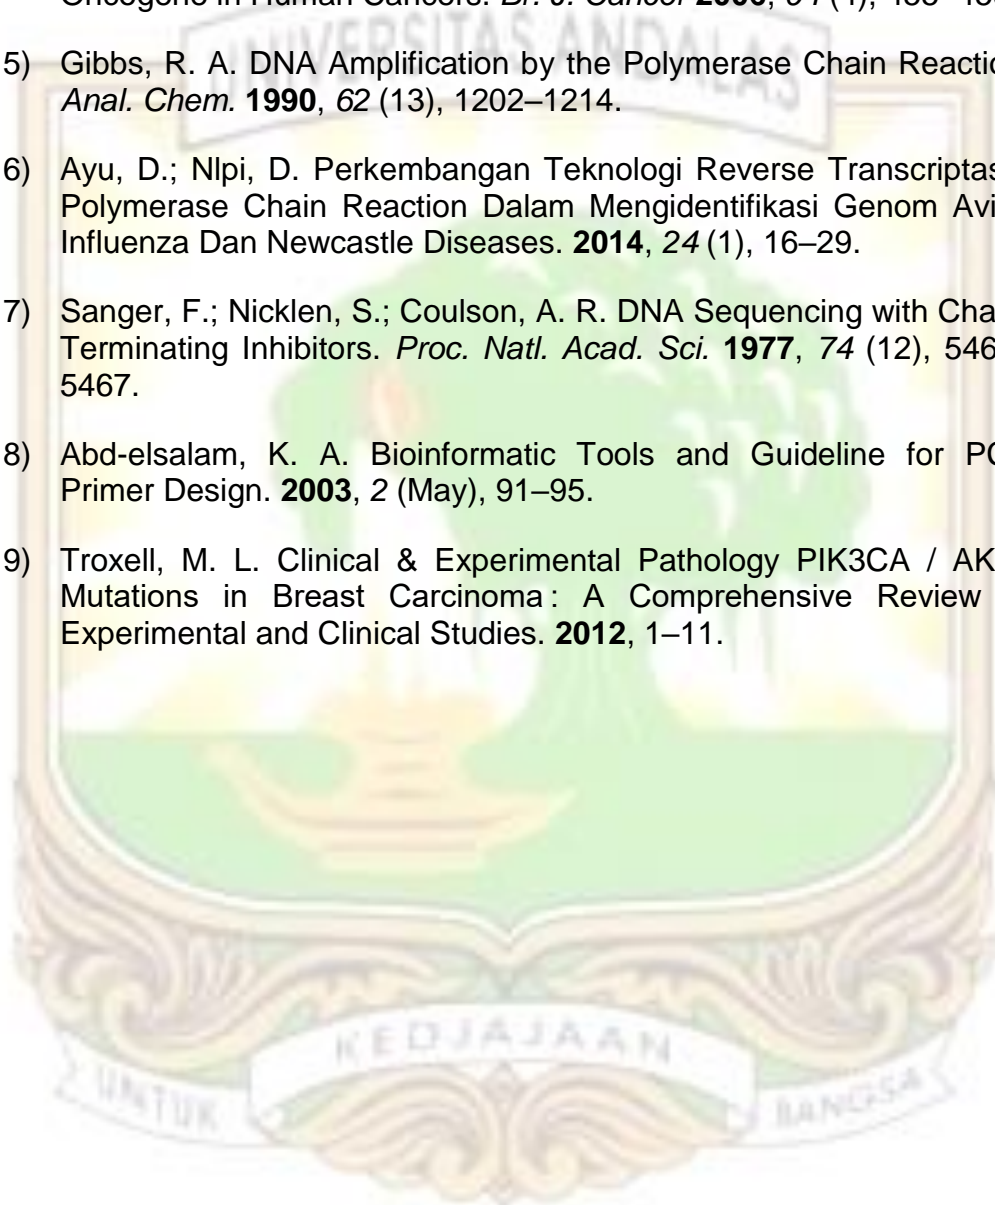 Oncogene in Human Cancers. Br. J. Cancer
UNIVERSITAS ANDALAS
5) Gibbs, R. A. DNA Amplification by the Polymerase Chain Reactio
Anal. Chem. 1990, 62 (13), 1202–1214.
6) Ayu, D.; Nlpi, D. Perkembangan Teknologi Reverse Transcriptas
Polymerase Chain Reaction Dalam Mengidentifikasi Genom Avi
Influenza Dan Newcastle Diseases. 2014, 24 (1), 16–29.
7) Sanger, F.; Nicklen, S.; Coulson, A. R. DNA Sequencing with Cha
Terminating Inhibitors. Proc. Natl. Acad. Sci. 1977, 74 (12), 546
5467.
8) Abd-elsalam, K. A. Bioinformatic Tools and Guideline for PC
Primer Design. 2003, 2 (May), 91–95.
9) Troxell, M. L. Clinical & Experimental Pathology PIK3CA / AK
Mutations in Breast Carcinoma : A Comprehensive Review
Experimental and Clinical Studies. 2012, 1–11.
KEDJAJAAN
UNTUK BANGSA